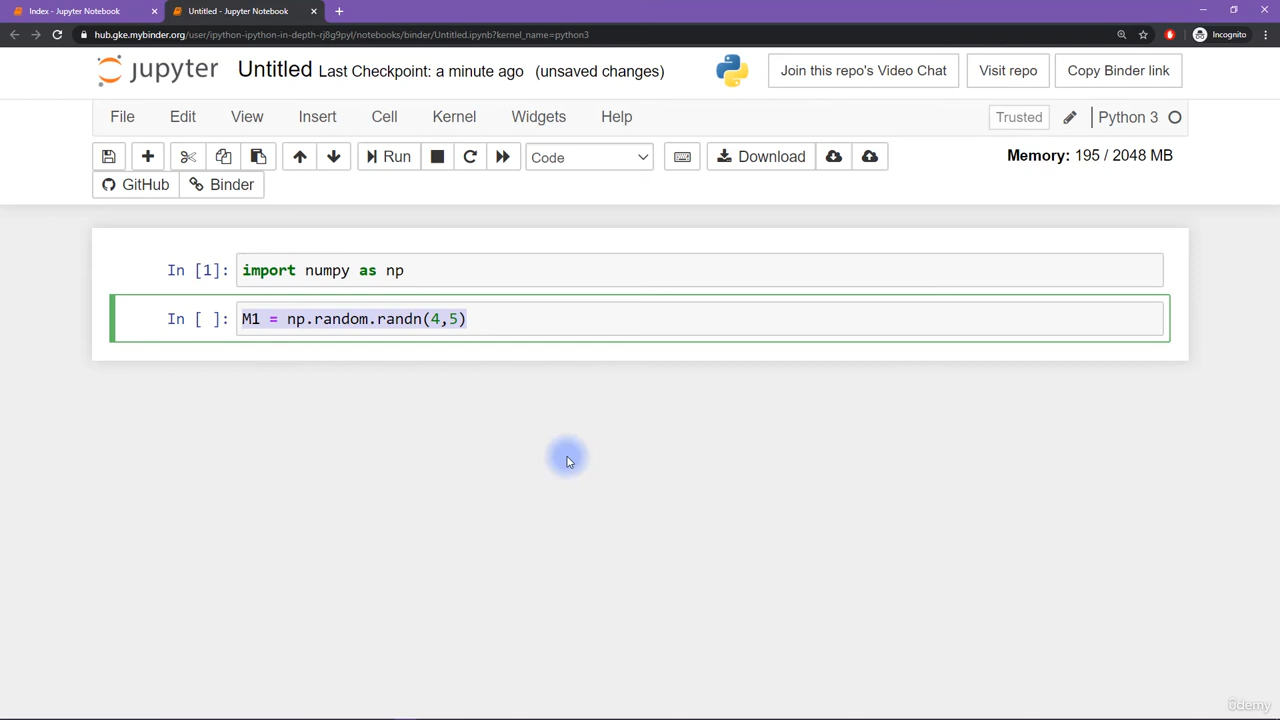 Index - Jupyter Notebook
Untitled - Jupyter Notebook
hub.gke.mybinder.org/user/ipython-ipython-in-depth-rj8g9pyl/notebooks/binder/Untitled.ipynb?kernel_name=python3
Incognito
jupyter Untitled Last Checkpoint: a minute ago (unsaved changes)
Join this repo's Video Chat Visit repo Copy Binder link
File Edit View Insert Cell Kernel Widgets Help Trusted Python 3
Run Code Download Memory: 195 / 2048 MB
GitHub Binder
In [1]: import numpy as np
In [ ]: M1 = np.random.randn(4,5)
ûdemy